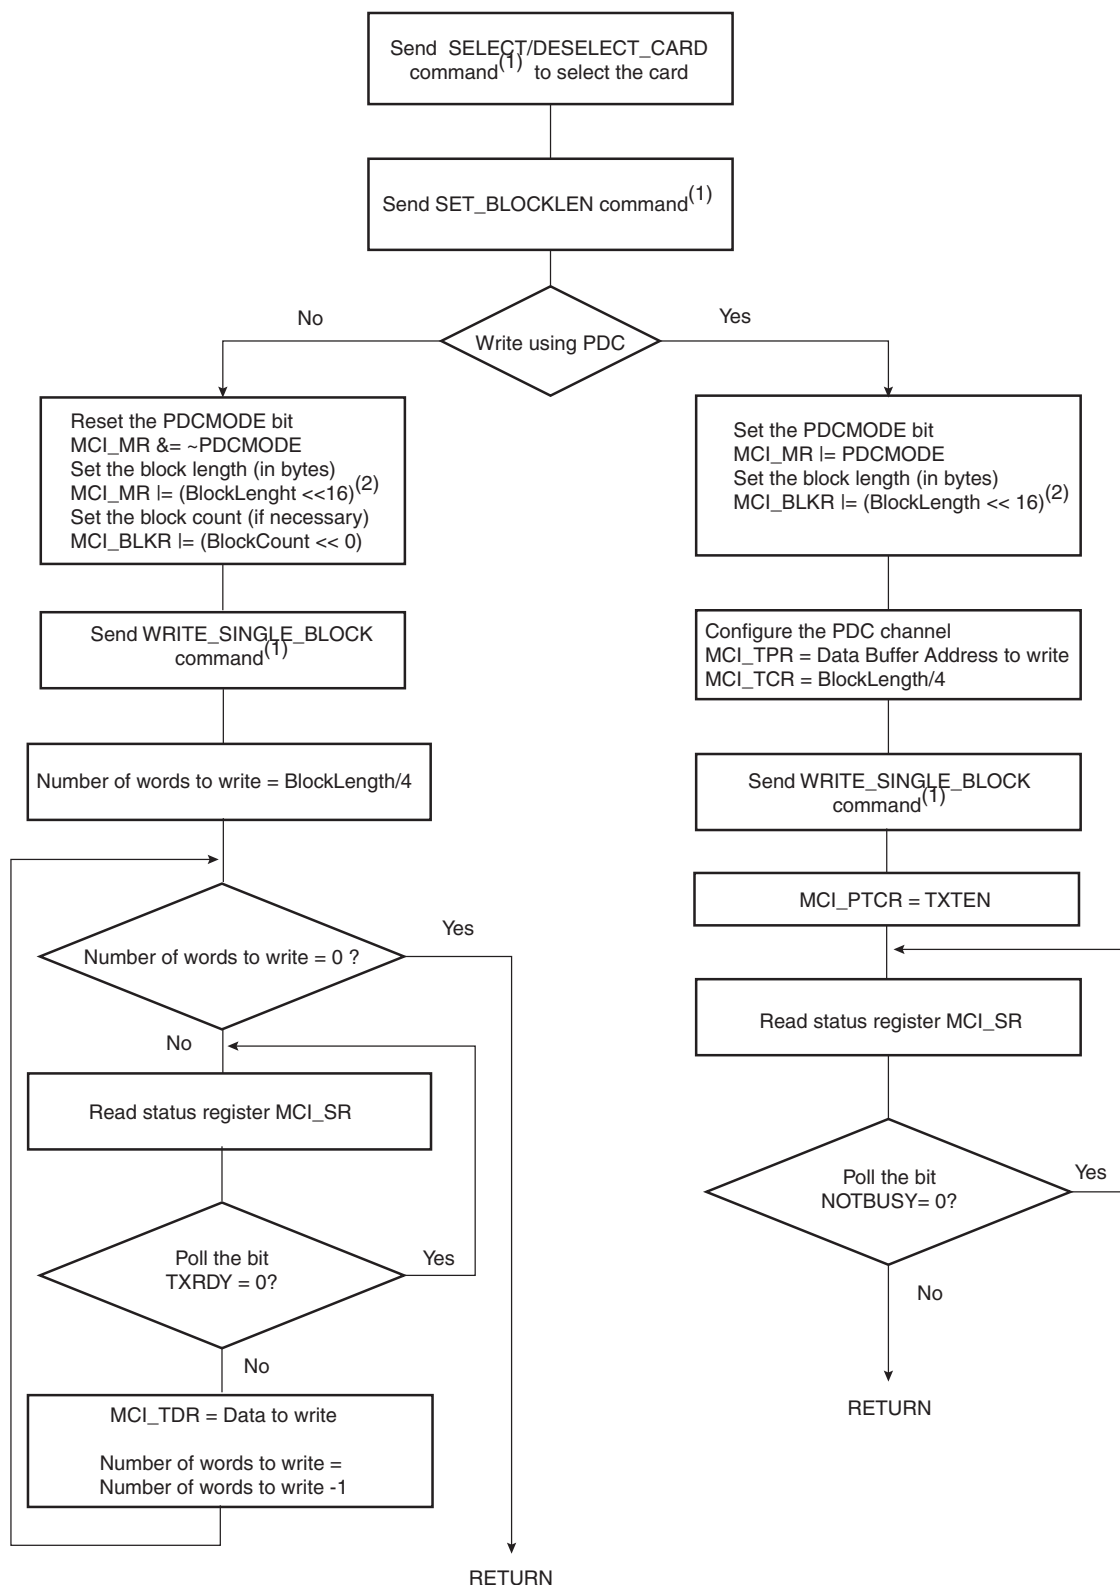 Send  SELECT/DESELECT_CARD
command(1)  to select the card
Send SET_BLOCKLEN command(1)
No
Yes
Write using PDC
Reset the PDCMODE bit
MCI_MR &= ~PDCMODE
Set the block length (in bytes)
MCI_MR |= (BlockLenght <<16)(2)
Set the block count (if necessary)
MCI_BLKR |= (BlockCount << 0)
Send WRITE_SINGLE_BLOCK
command(1)
Number of words to write = BlockLength/4
Number of words to write = 0 ?
Yes
No
Read status register MCI_SR
Poll the bit
TXRDY = 0?
Yes
No
MCI_TDR = Data to write
Number of words to write =
Number of words to write -1
RETURN
Set the PDCMODE bit
MCI_MR |= PDCMODE
Set the block length (in bytes)
MCI_BLKR |= (BlockLength << 16)(2)
Configure the PDC channel
MCI_TPR = Data Buffer Address to write
MCI_TCR = BlockLength/4
Send WRITE_SINGLE_BLOCK
command(1)
MCI_PTCR = TXTEN
Read status register MCI_SR
Poll the bit
NOTBUSY= 0?
Yes
No
RETURN